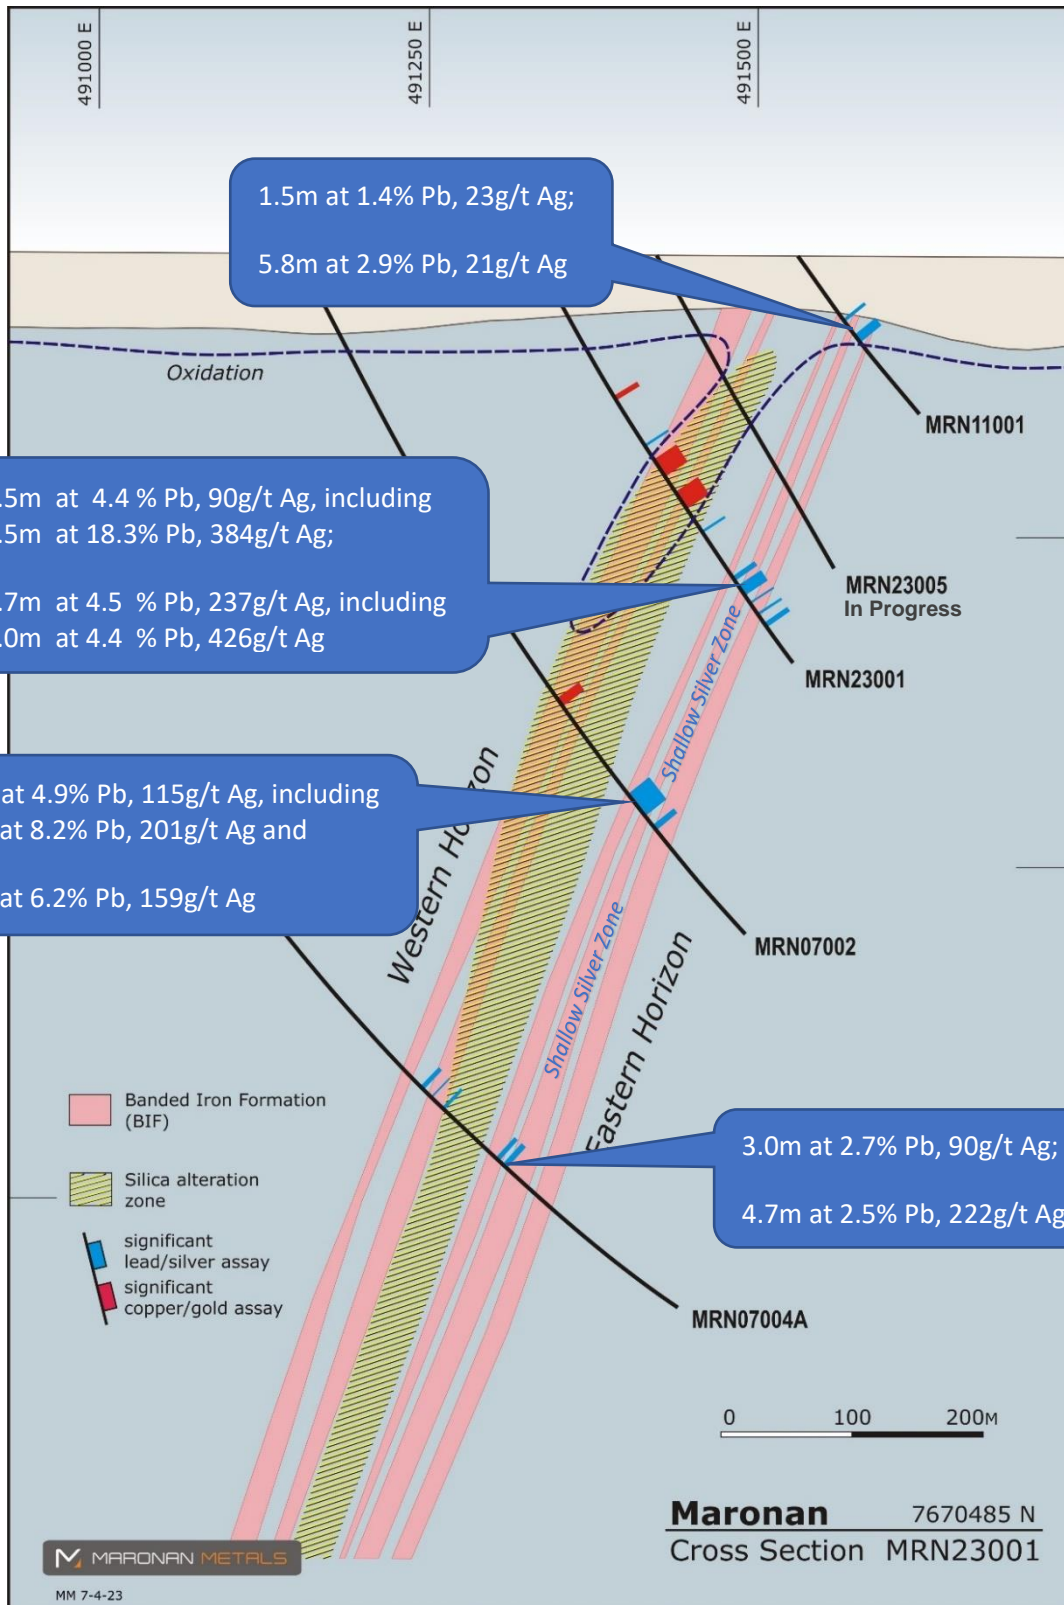 491000 E
491250 E
491500 E
1.5m at 1.4% Pb, 23g/t Ag;
5.8m at 2.9% Pb, 21g/t Ag
Oxidation
MRN11001
.5m at 4.4 % Pb, 90g/t Ag, including
.5m at 18.3% Pb, 384g/t Ag;
.7m at 4.5 % Pb, 237g/t Ag, including
.0m at 4.4 % Pb, 426g/t Ag
MRN23005
In Progress
MRN23001
Shallow Silver Zone
at 4.9% Pb, 115g/t Ag, including
at 8.2% Pb, 201g/t Ag and
at 6.2% Pb, 159g/t Ag
Western Horizon
MRN07002
Shallow Silver Zone
Eastern Horizon
Banded Iron Formation
(BIF)
Silica alteration
zone
significant
lead/silver assay
significant
copper/gold assay
3.0m at 2.7% Pb, 90g/t Ag;
4.7m at 2.5% Pb, 222g/t Ag
MRN07004A
0 100 200M
Maronan 7670485 N
Cross Section MRN23001
MARONAN METALS
MM 7-4-23